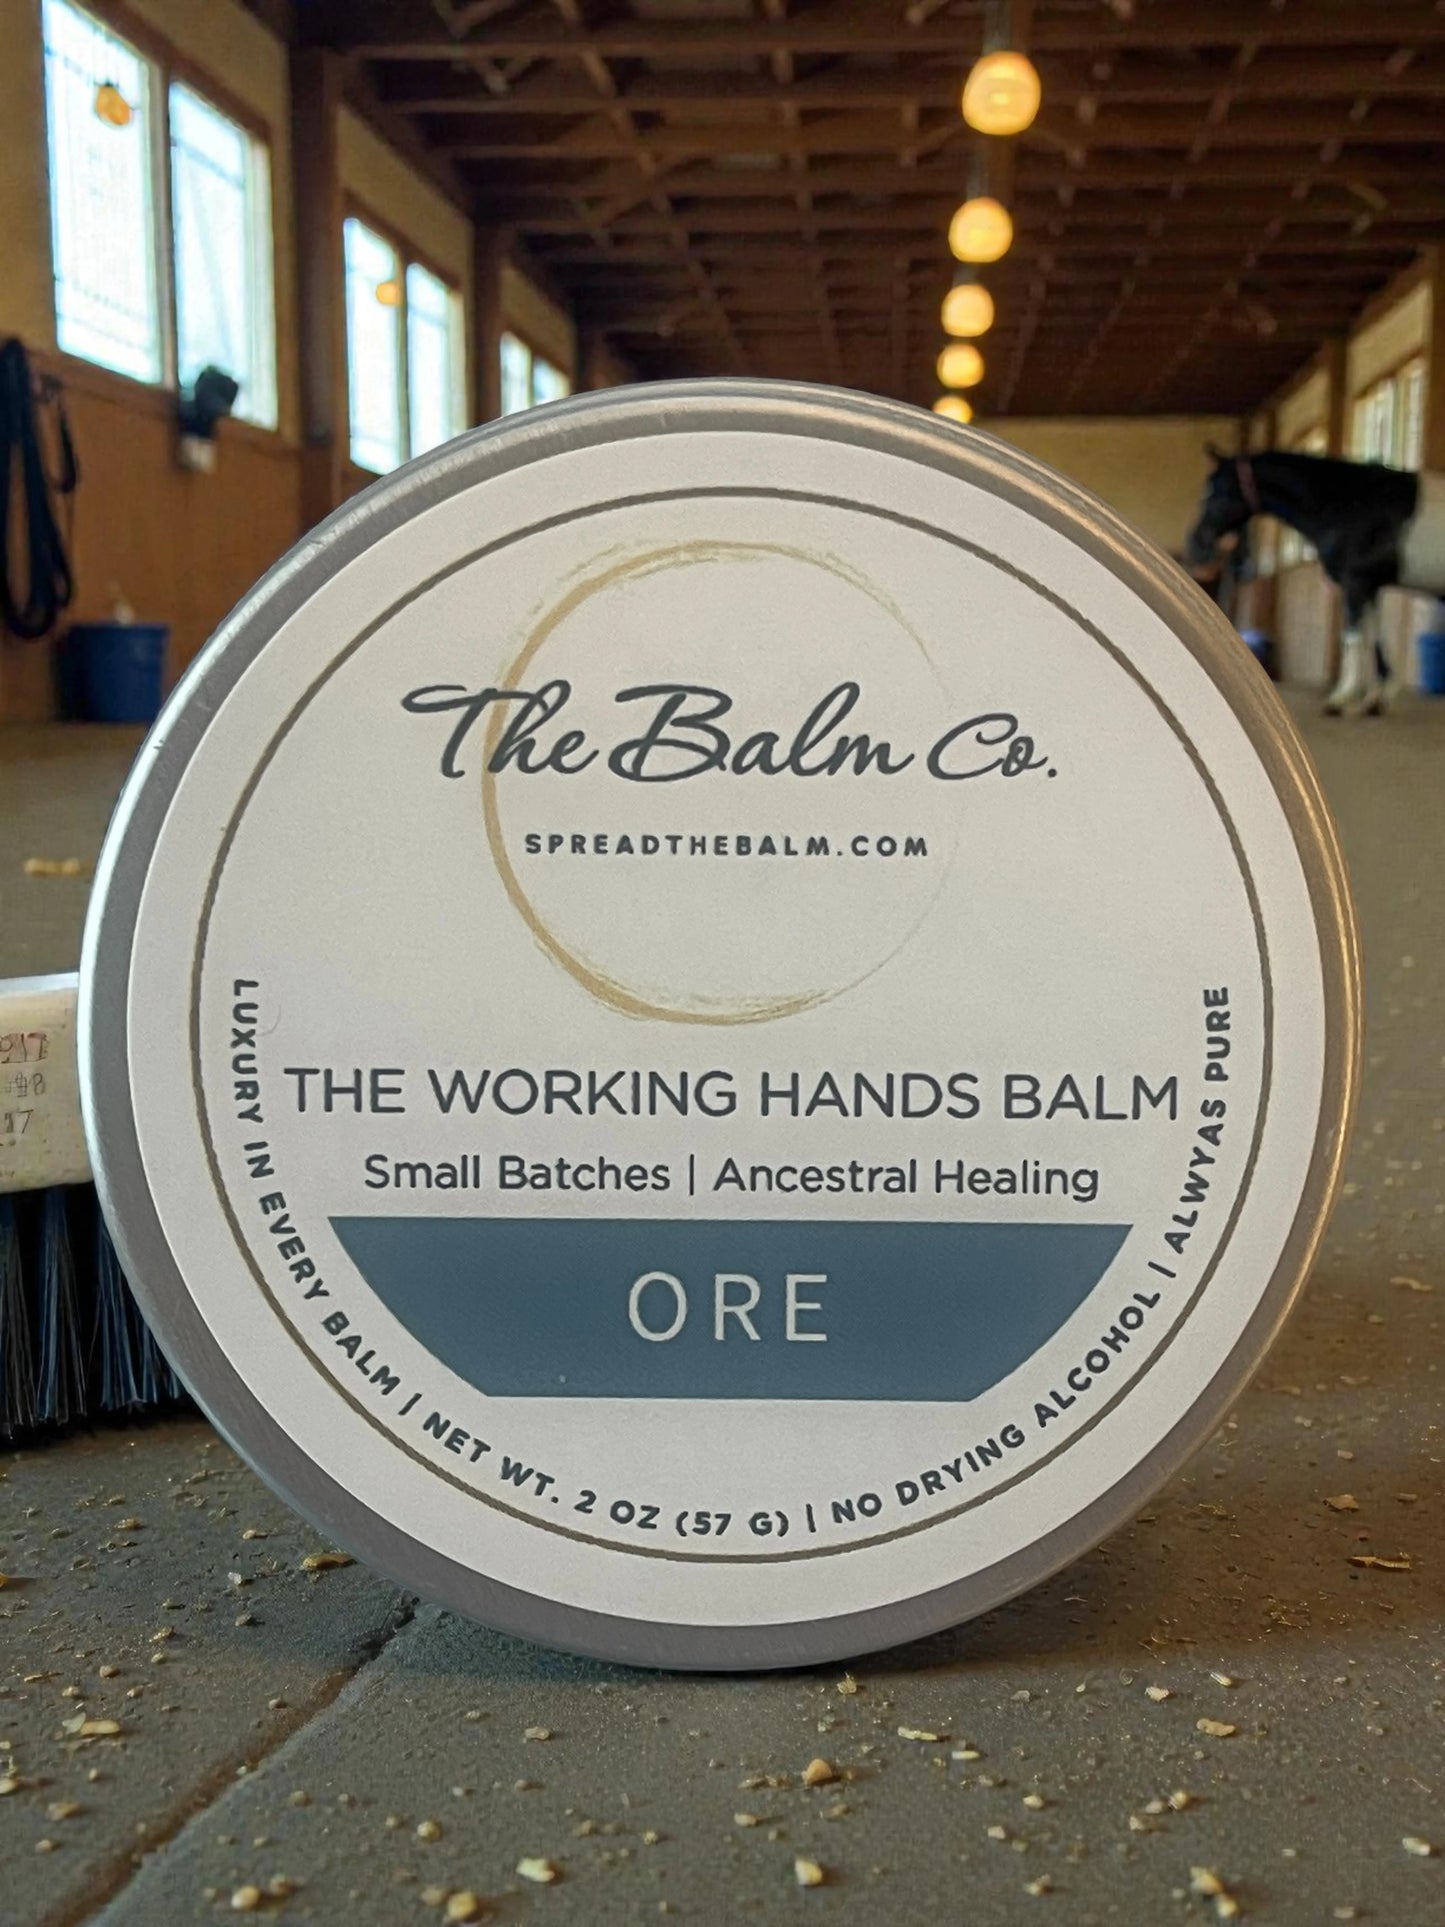 The Balm Co.
SPREADTHEBALM.COM
THE WORKING HANDS BALM
Small Batches | Ancestral Healing
ORE
LUXURY IN EVERY BALM | NET WT. 2 OZ (57 G) | NO DRYING ALCOHOL | ALWYAS PURE